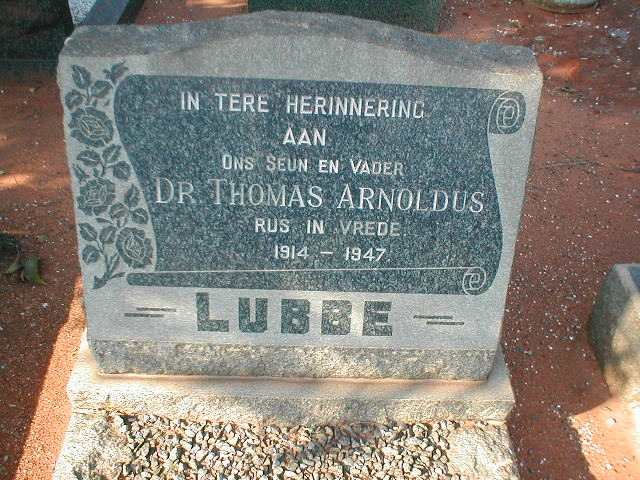 IN TERE HERINNERING
AAN
ONS SEUN EN VADER
DR THOMAS ARNOLDUS
RUS IN VREDE.
1914 - 1947
LUBBE